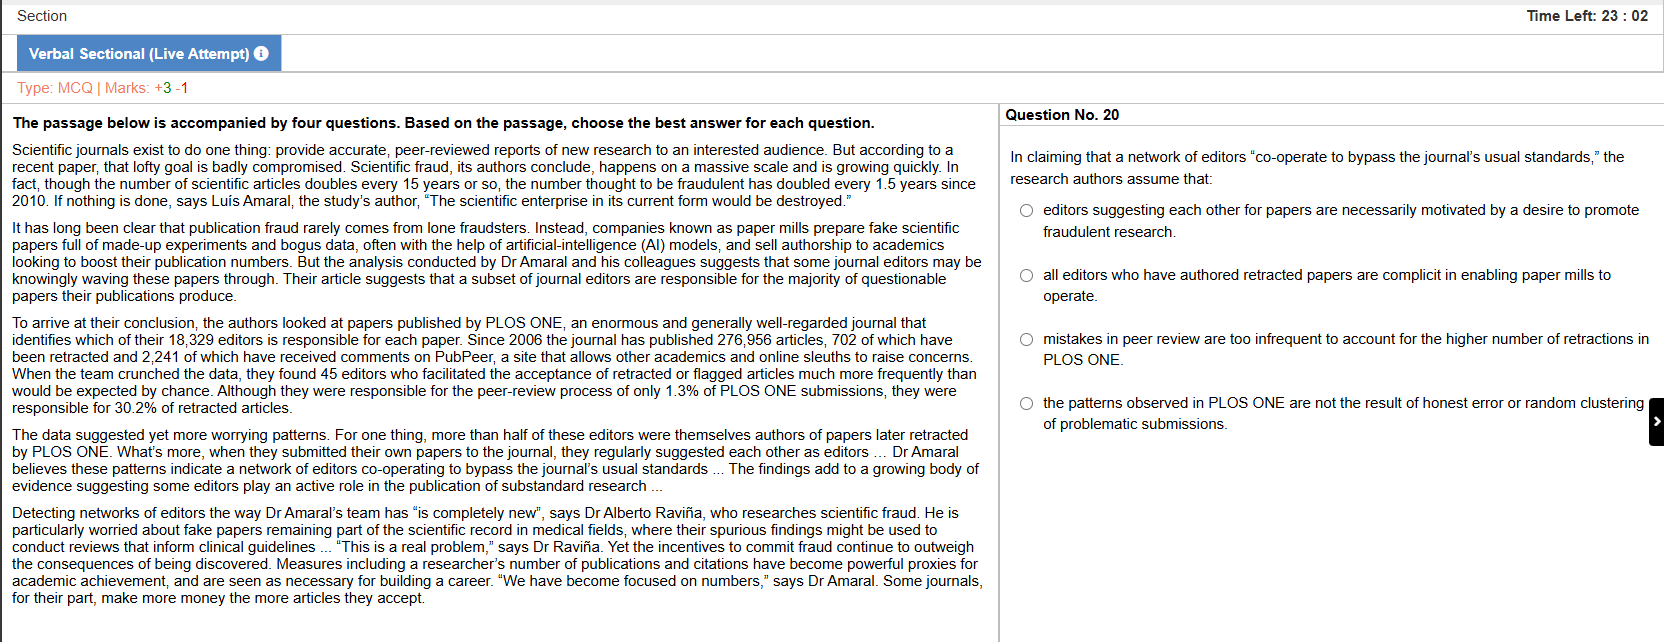 Section
Time Left: 23 : 02
Verbal Sectional (Live Attempt) i
Type: MCQ | Marks: +3 -1
The passage below is accompanied by four questions. Based on the passage, choose the best answer for each question.
Scientific journals exist to do one thing: provide accurate, peer-reviewed reports of new research to an interested audience. But according to a
recent paper, that lofty goal is badly compromised. Scientific fraud, its authors conclude, happens on a massive scale and is growing quickly. In
fact, though the number of scientific articles doubles every 15 years or so, the number thought to be fraudulent has doubled every 1.5 years since
2010. If nothing is done, says Luís Amaral, the study's author, “The scientific enterprise in its current form would be destroyed.”
It has long been clear that publication fraud rarely comes from lone fraudsters. Instead, companies known as paper mills prepare fake scientific
papers full of made-up experiments and bogus data, often with the help of artificial-intelligence (AI) models, and sell authorship to academics
looking to boost their publication numbers. But the analysis conducted by Dr Amaral and his colleagues suggests that some journal editors may be
knowingly waving these papers through. Their article suggests that a subset of journal editors are responsible for the majority of questionable
papers their publications produce.
To arrive at their conclusion, the authors looked at papers published by PLOS ONE, an enormous and generally well-regarded journal that
identifies which of their 18,329 editors is responsible for each paper. Since 2006 the journal has published 276,956 articles, 702 of which have
been retracted and 2,241 of which have received comments on PubPeer, a site that allows other academics and online sleuths to raise concerns.
When the team crunched the data, they found 45 editors who facilitated the acceptance of retracted or flagged articles much more frequently than
would be expected by chance. Although they were responsible for the peer-review process of only 1.3% of PLOS ONE submissions, they were
responsible for 30.2% of retracted articles.
The data suggested yet more worrying patterns. For one thing, more than half of these editors were themselves authors of papers later retracted
by PLOS ONE. What's more, when they submitted their own papers to the journal, they regularly suggested each other as editors ... Dr Amaral
believes these patterns indicate a network of editors co-operating to bypass the journal's usual standards ... The findings add to a growing body of
evidence suggesting some editors play an active role in the publication of substandard research ...
Detecting networks of editors the way Dr Amaral's team has “is completely new”, says Dr Alberto Raviña, who researches scientific fraud. He is
particularly worried about fake papers remaining part of the scientific record in medical fields, where their spurious findings might be used to
conduct reviews that inform clinical guidelines ... “This is a real problem,” says Dr Raviña. Yet the incentives to commit fraud continue to outweigh
the consequences of being discovered. Measures including a researcher's number of publications and citations have become powerful proxies for
academic achievement, and are seen as necessary for building a career. “We have become focused on numbers,” says Dr Amaral. Some journals,
for their part, make more money the more articles they accept.
Question No. 20
In claiming that a network of editors “co-operate to bypass the journal's usual standards,” the
research authors assume that:
editors suggesting each other for papers are necessarily motivated by a desire to promote
fraudulent research.
all editors who have authored retracted papers are complicit in enabling paper mills to
operate.
mistakes in peer review are too infrequent to account for the higher number of retractions in
PLOS ONE.
the patterns observed in PLOS ONE are not the result of honest error or random clustering
of problematic submissions.